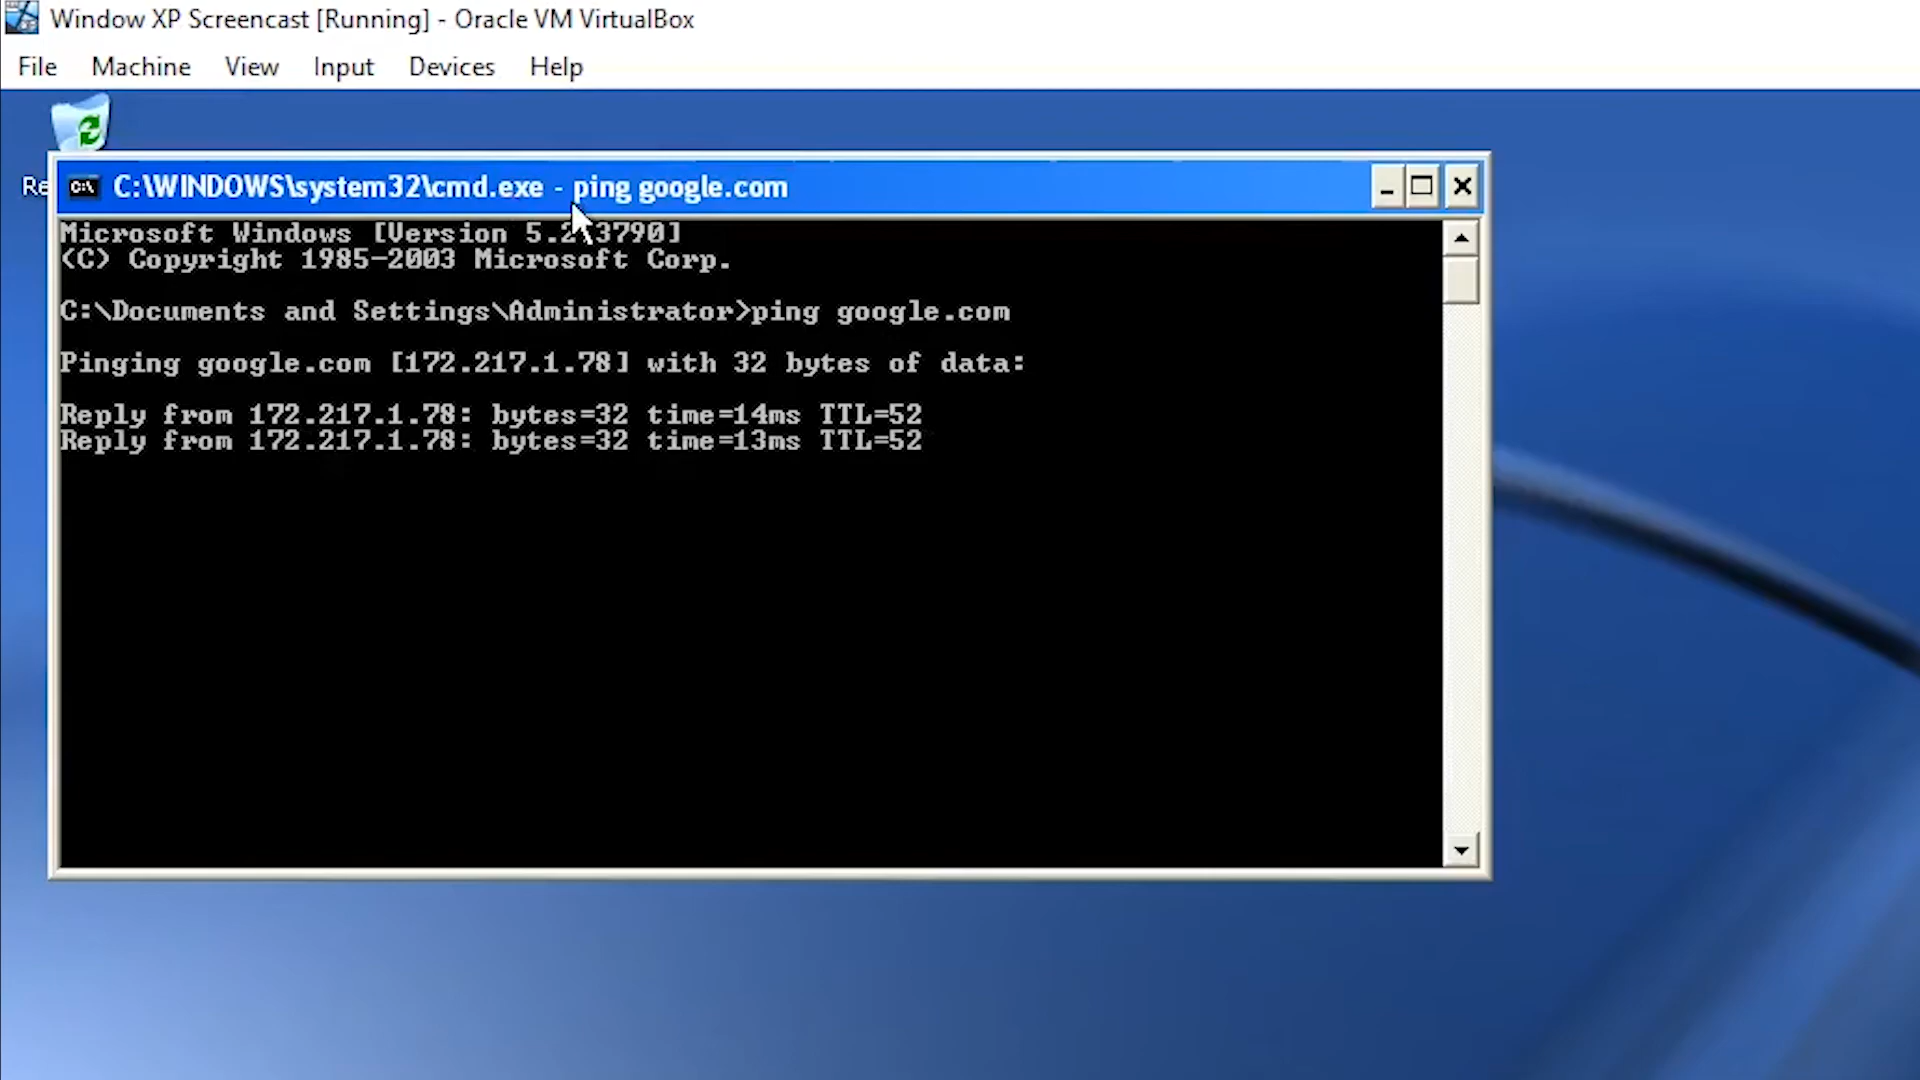 Window XP Screencast [Running] - Oracle VM VirtualBox
File Machine View Input Devices Help
Re
C:\ C:\WINDOWS\system32\cmd.exe - ping google.com
Microsoft Windows [Version 5.2.3790]
(C) Copyright 1985-2003 Microsoft Corp.
C:\Documents and Settings\Administrator>ping google.com
Pinging google.com [172.217.1.78] with 32 bytes of data:
Reply from 172.217.1.78: bytes=32 time=14ms TTL=52
Reply from 172.217.1.78: bytes=32 time=13ms TTL=52